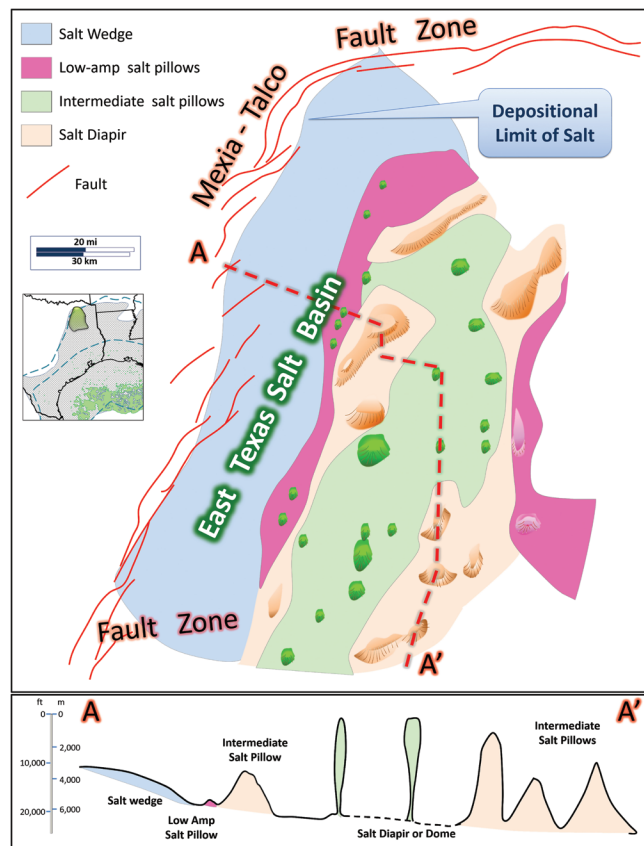 Salt Wedge
Low-amp salt pillows
Intermediate salt pillows
Salt Diapir
Fault
20 mi
30 km
Fault Zone
Mexia - Talco
Depositional
Limit of Salt
A
East Texas Salt Basin
Fault Zone
A'
ft m
0 0
2,000
10,000
4,000
20,000 6,000
A
A'
Salt wedge
Low Amp
Salt Pillow
Intermediate
Salt Pillow
Salt Diapir or Dome
Intermediate
Salt Pillows